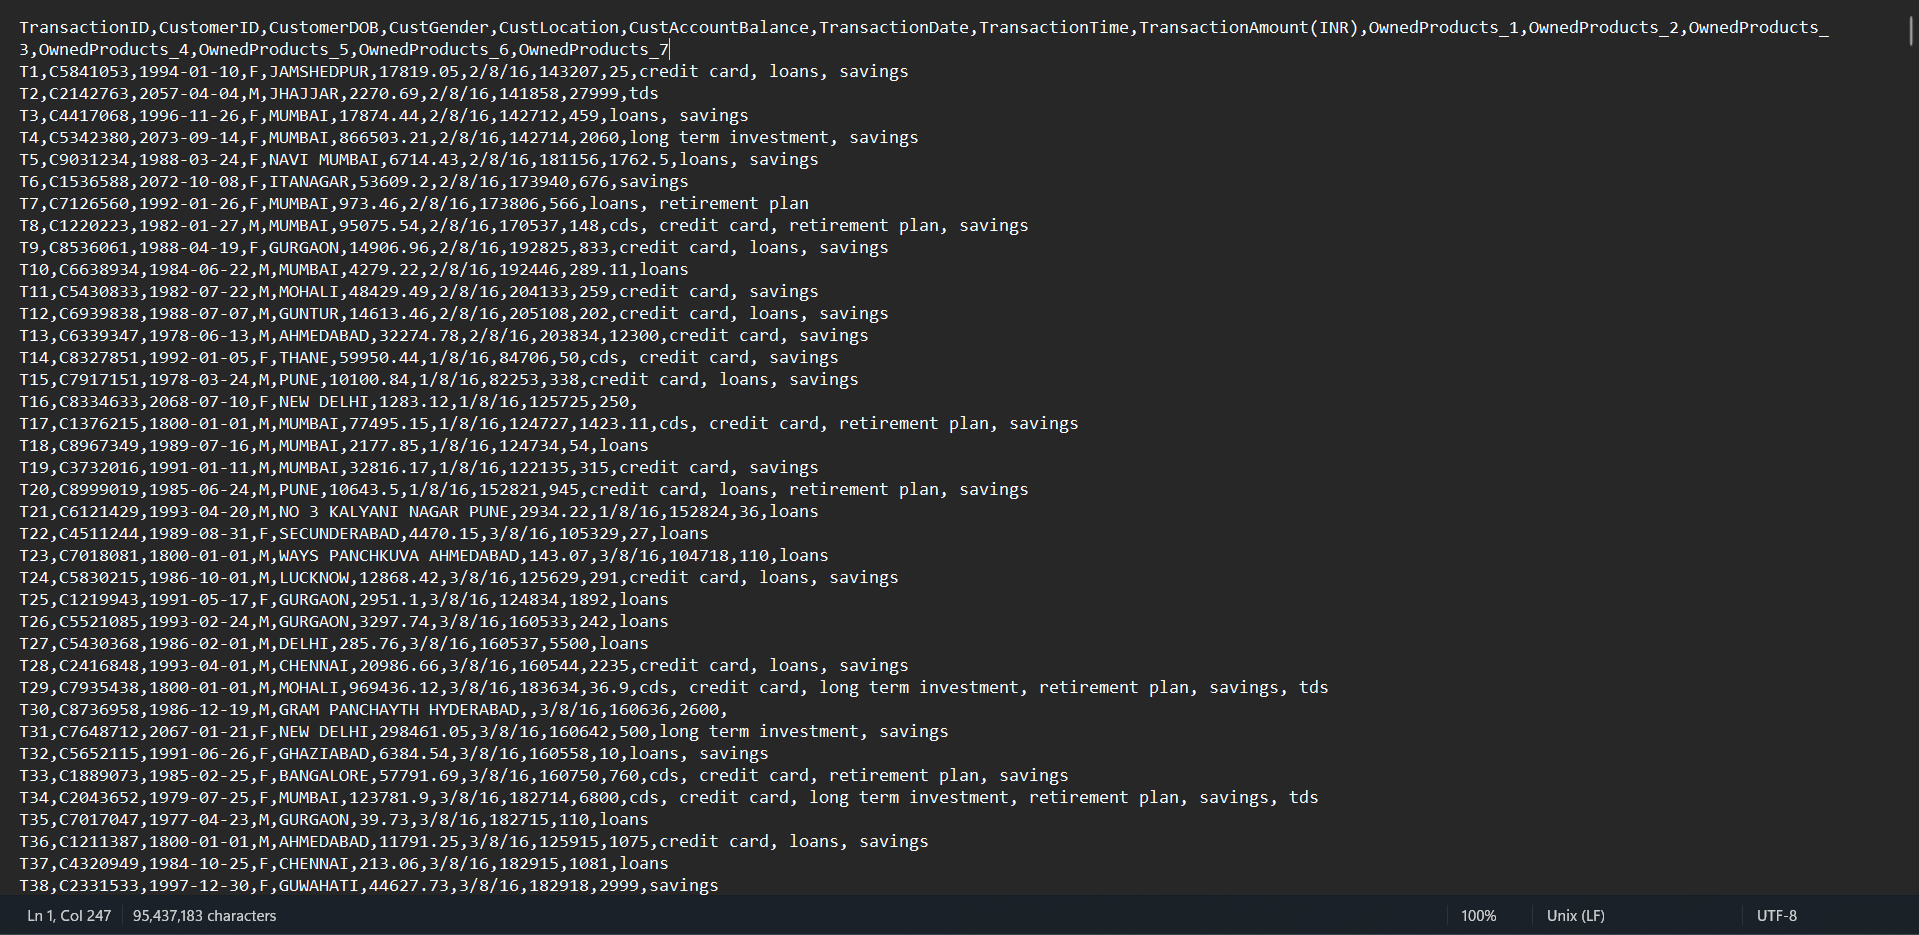 TransactionID,CustomerID,CustomerDOB,CustGender,CustLocation,CustAccountBalance,TransactionDate,TransactionTime,TransactionAmount(INR),OwnedProducts_1,OwnedProducts_2,OwnedProducts_
3,OwnedProducts_4,OwnedProducts_5,OwnedProducts_6,OwnedProducts_7
T1,C5841053,1994-01-10,F,JAMSHEDPUR,17819.05,2/8/16,143207,25,credit card, loans, savings
T2,C2142763,2057-04-04,M,JHAJJAR,2270.69,2/8/16,141858,27999,tds
T3,C4417068,1996-11-26,F,MUMBAI,17874.44,2/8/16,142712,459,loans, savings
T4,C5342380,2073-09-14,F,MUMBAI,866503.21,2/8/16,142714,2060,long term investment, savings
T5,C9031234,1988-03-24,F,NAVI MUMBAI,6714.43,2/8/16,181156,1762.5,loans, savings
T6,C1536588,2072-10-08,F,ITANAGAR,53609.2,2/8/16,173940,676,savings
T7,C7126560,1992-01-26,F,MUMBAI,973.46,2/8/16,173806,566,loans, retirement plan
T8,C1220223,1982-01-27,M,MUMBAI,95075.54,2/8/16,170537,148,cds, credit card, retirement plan, savings
T9,C8536061,1988-04-19,F,GURGAON,14906.96,2/8/16,192825,833,credit card, loans, savings
T10,C6638934,1984-06-22,M,MUMBAI,4279.22,2/8/16,192446,289.11,loans
T11,C5430833,1982-07-22,M,MOHALI,48429.49,2/8/16,204133,259,credit card, savings
T12,C6939838,1988-07-07,M,GUNTUR,14613.46,2/8/16,205108,202,credit card, loans, savings
T13,C6339347,1978-06-13,M,AHMEDABAD,32274.78,2/8/16,203834,12300,credit card, savings
T14,C8327851,1992-01-05,F,THANE,59950.44,1/8/16,84706,50,cds, credit card, savings
T15,C7917151,1978-03-24,M,PUNE,10100.84,1/8/16,82253,338,credit card, loans, savings
T16,C8334633,2068-07-10,F,NEW DELHI,1283.12,1/8/16,125725,250,
T17,C1376215,1800-01-01,M,MUMBAI,77495.15,1/8/16,124727,1423.11,cds, credit card, retirement plan, savings
T18,C8967349,1989-07-16,M,MUMBAI,2177.85,1/8/16,124734,54,loans
T19,C3732016,1991-01-11,M,MUMBAI,32816.17,1/8/16,122135,315,credit card, savings
T20,C8999019,1985-06-24,M,PUNE,10643.5,1/8/16,152821,945,credit card, loans, retirement plan, savings
T21,C6121429,1993-04-20,M,NO 3 KALYANI NAGAR PUNE,2934.22,1/8/16,152824,36,loans
T22,C4511244,1989-08-31,F,SECUNDERABAD,4470.15,3/8/16,105329,27,loans
T23,C7018081,1800-01-01,M,WAYS PANCHKUVA AHMEDABAD,143.07,3/8/16,104718,110,loans
T24,C5830215,1986-10-01,M,LUCKNOW,12868.42,3/8/16,125629,291,credit card, loans, savings
T25,C1219943,1991-05-17,F,GURGAON,2951.1,3/8/16,124834,1892,loans
T26,C5521085,1993-02-24,M,GURGAON,3297.74,3/8/16,160533,242,loans
T27,C5430368,1986-02-01,M,DELHI,285.76,3/8/16,160537,5500,loans
T28,C2416848,1993-04-01,M,CHENNAI,20986.66,3/8/16,160544,2235,credit card, loans, savings
T29,C7935438,1800-01-01,M,MOHALI,969436.12,3/8/16,183634,36.9,cds, credit card, long term investment, retirement plan, savings, tds
T30,C8736958,1986-12-19,M,GRAM PANCHAYTH HYDERABAD,,3/8/16,160636,2600,
T31,C7648712,2067-01-21,F,NEW DELHI,298461.05,3/8/16,160642,500,long term investment, savings
T32,C5652115,1991-06-26,F,GHAZIABAD,6384.54,3/8/16,160558,10,loans, savings
T33,C1889073,1985-02-25,F,BANGALORE,57791.69,3/8/16,160750,760,cds, credit card, retirement plan, savings
T34,C2043652,1979-07-25,F,MUMBAI,123781.9,3/8/16,182714,6800,cds, credit card, long term investment, retirement plan, savings, tds
T35,C7017047,1977-04-23,M,GURGAON,39.73,3/8/16,182715,110,loans
T36,C1211387,1800-01-01,M,AHMEDABAD,11791.25,3/8/16,125915,1075,credit card, loans, savings
T37,C4320949,1984-10-25,F,CHENNAI,213.06,3/8/16,182915,1081,loans
T38,C2331533,1997-12-30,F,GUWAHATI,44627.73,3/8/16,182918,2999,savings
Ln 1, Col 247 95,437,183 characters 100% Unix (LF) UTF-8